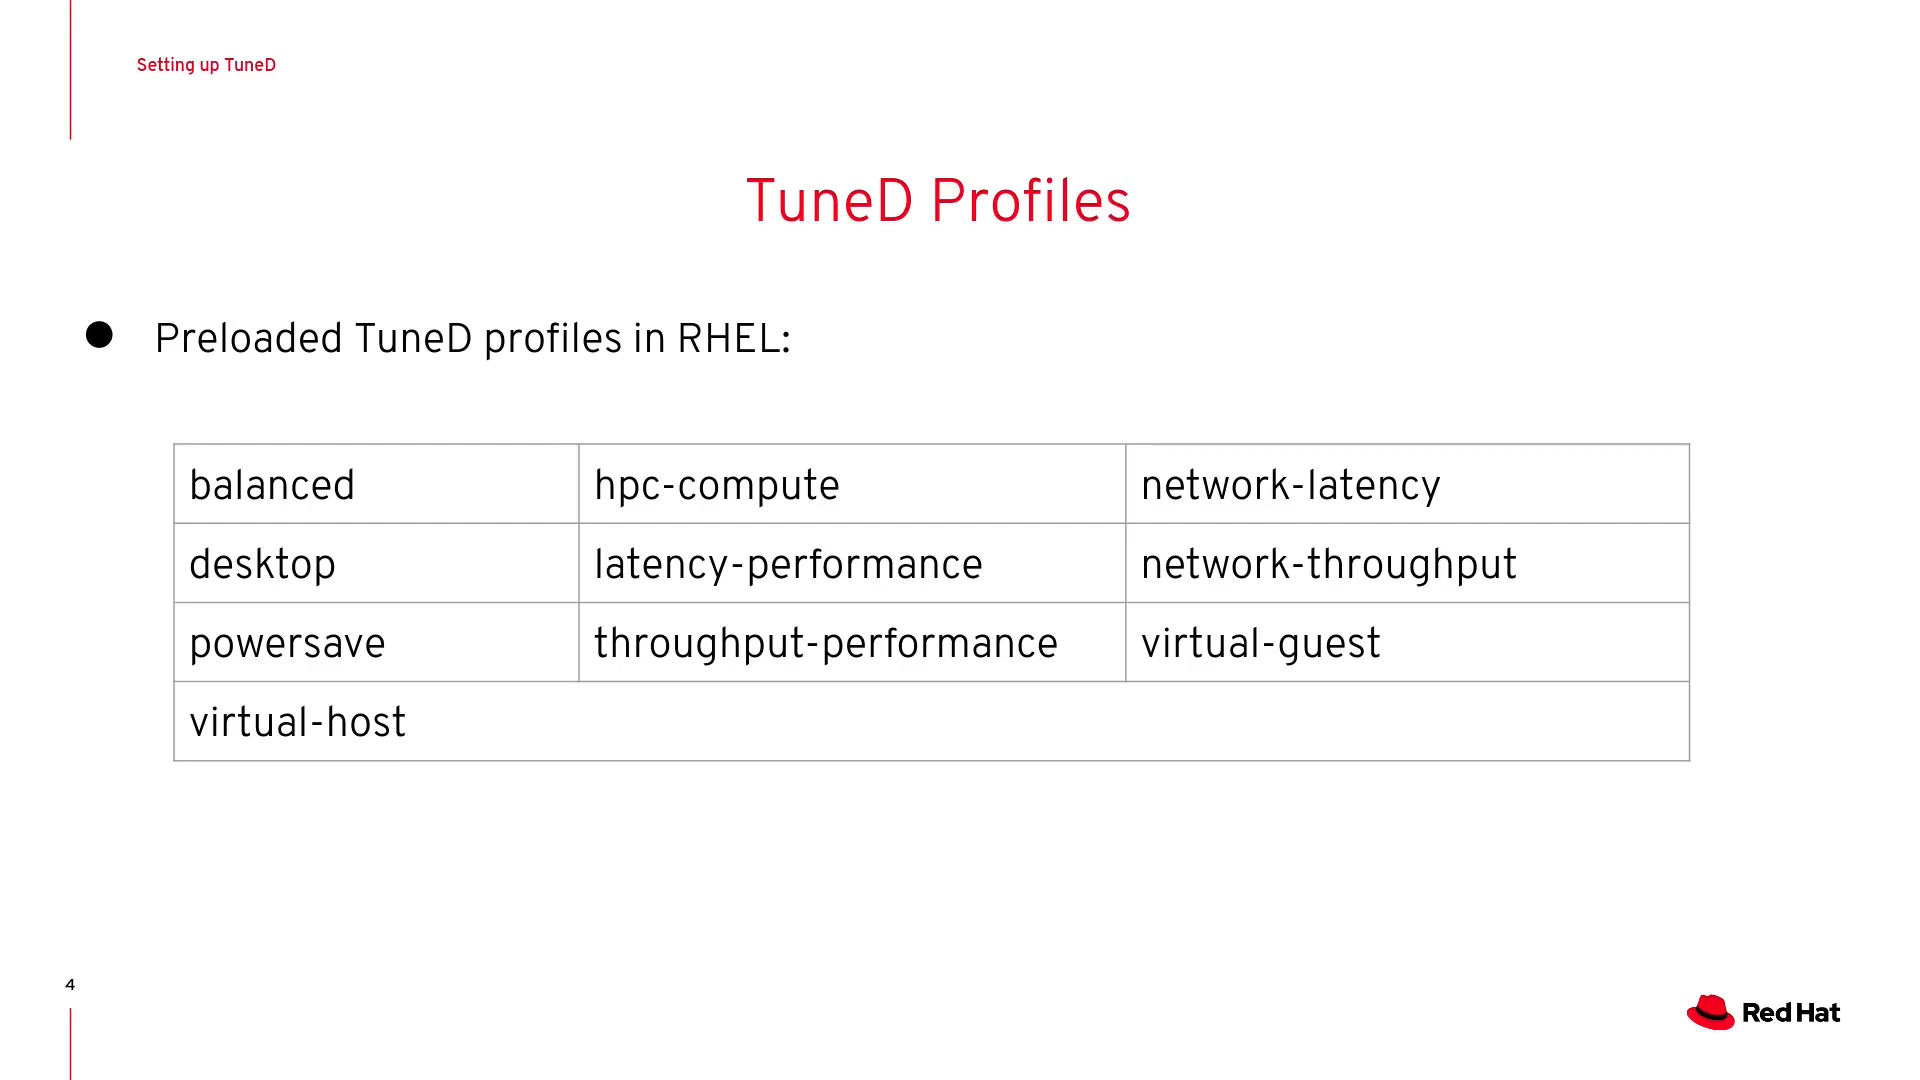 Setting up TuneD
TuneD Profiles
● Preloaded TuneD profiles in RHEL:
balanced hpc-compute network-latency
desktop latency-performance network-throughput
powersave throughput-performance virtual-guest
virtual-host
4
Red Hat